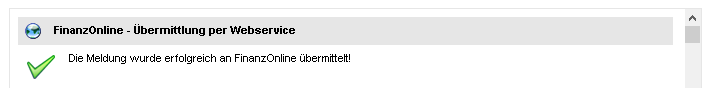 FinanzOnline - Übermittlung per Webservice
Die Meldung wurde erfolgreich an FinanzOnline übermittelt!